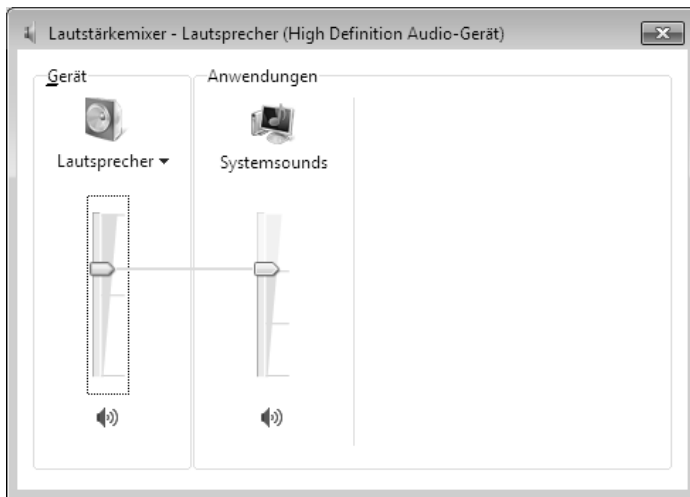 Lautstärkemixer - Lautsprecher (High Definition Audio-Gerät)
Gerät
Anwendungen
Lautsprecher
Systemsounds